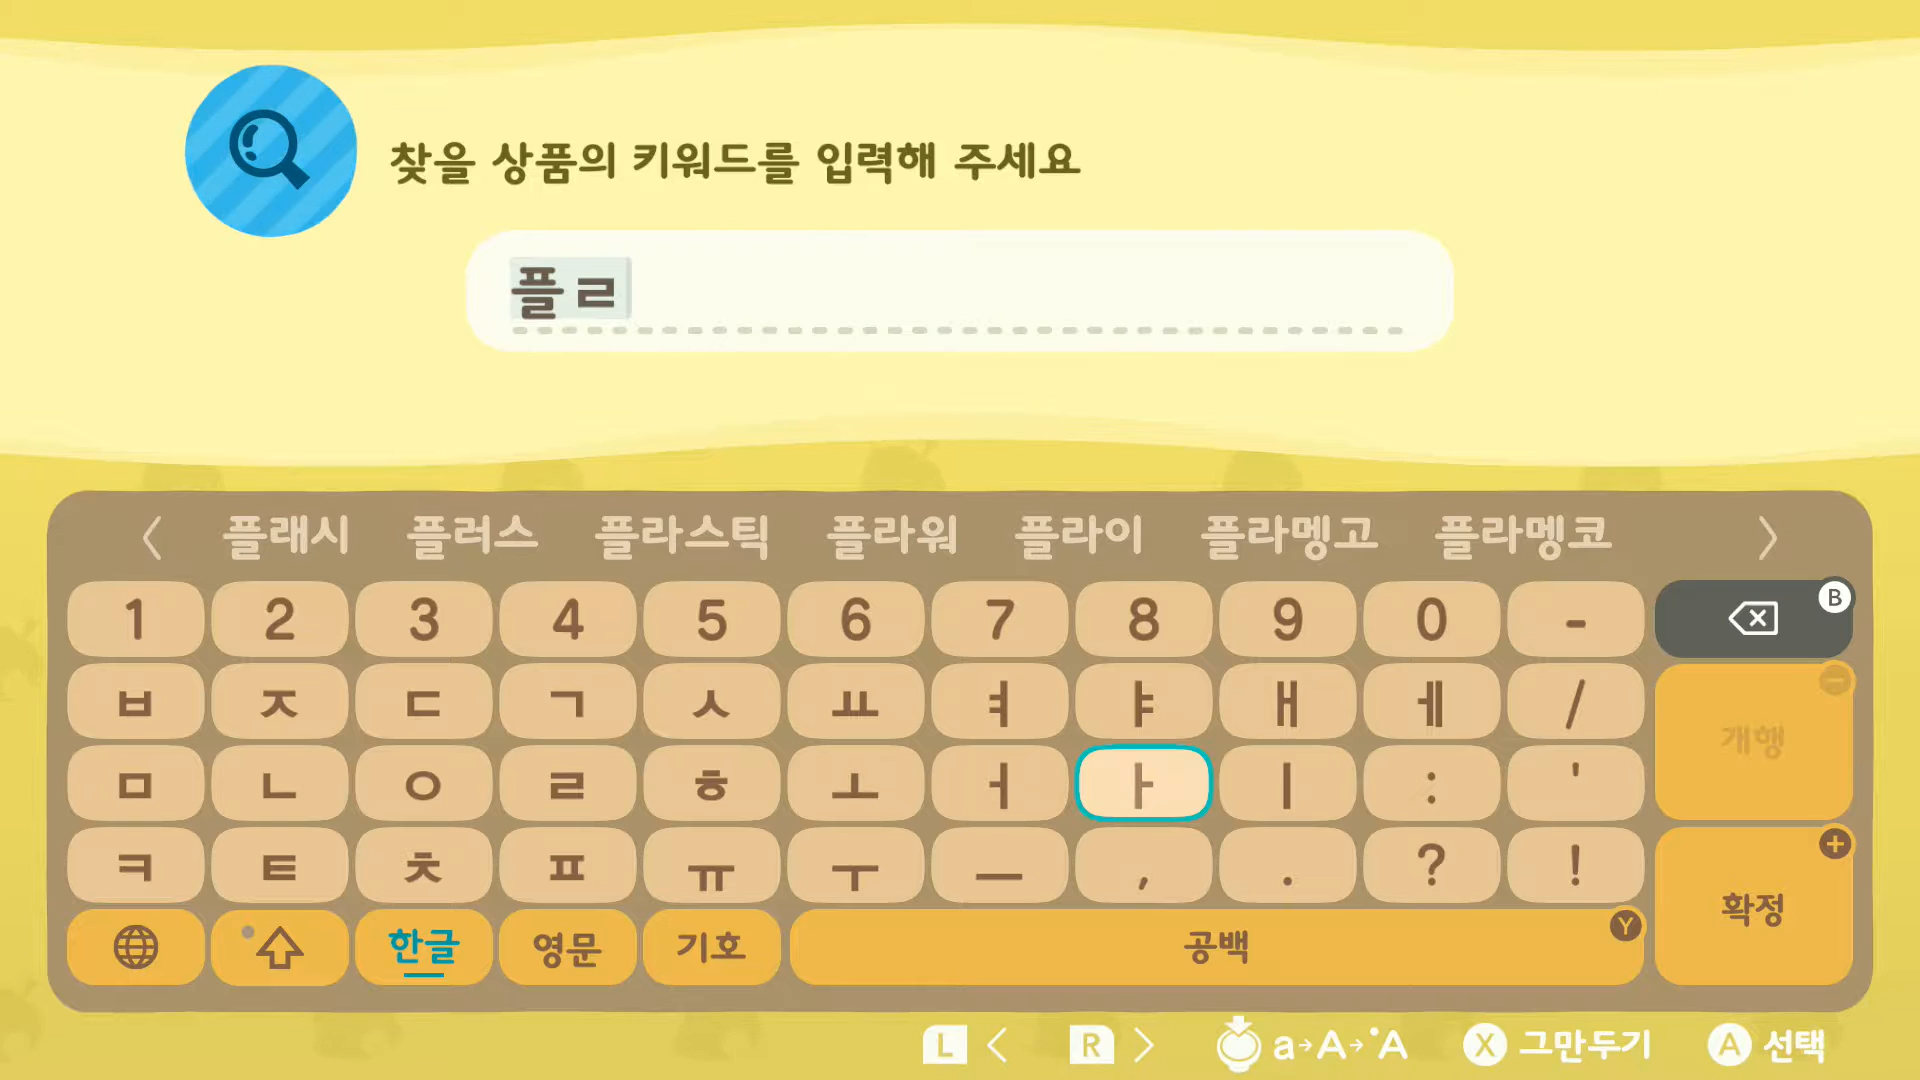 찾을 상품의 키워드를 입력해 주세요
플ㄹ
플래시 플러스 플라스틱 플라워 플라이 플라멩고 플라멩코
1 2 3 4 5 6 7 8 9 0 - B
ㅂ ㅈ ㄷ ㄱ ㅅ ㅛ ㅕ ㅑ ㅐ ㅔ / 개행
ㅁ ㄴ ㅇ ㄹ ㅎ ㅗ ㅓ ㅏ ㅣ : '
ㅋ ㅌ ㅊ ㅍ ㅠ ㅜ ㅡ , . ? ! 확정
한글 영문 기호 공백 Y
L R a→A→•A X 그만두기 A 선택